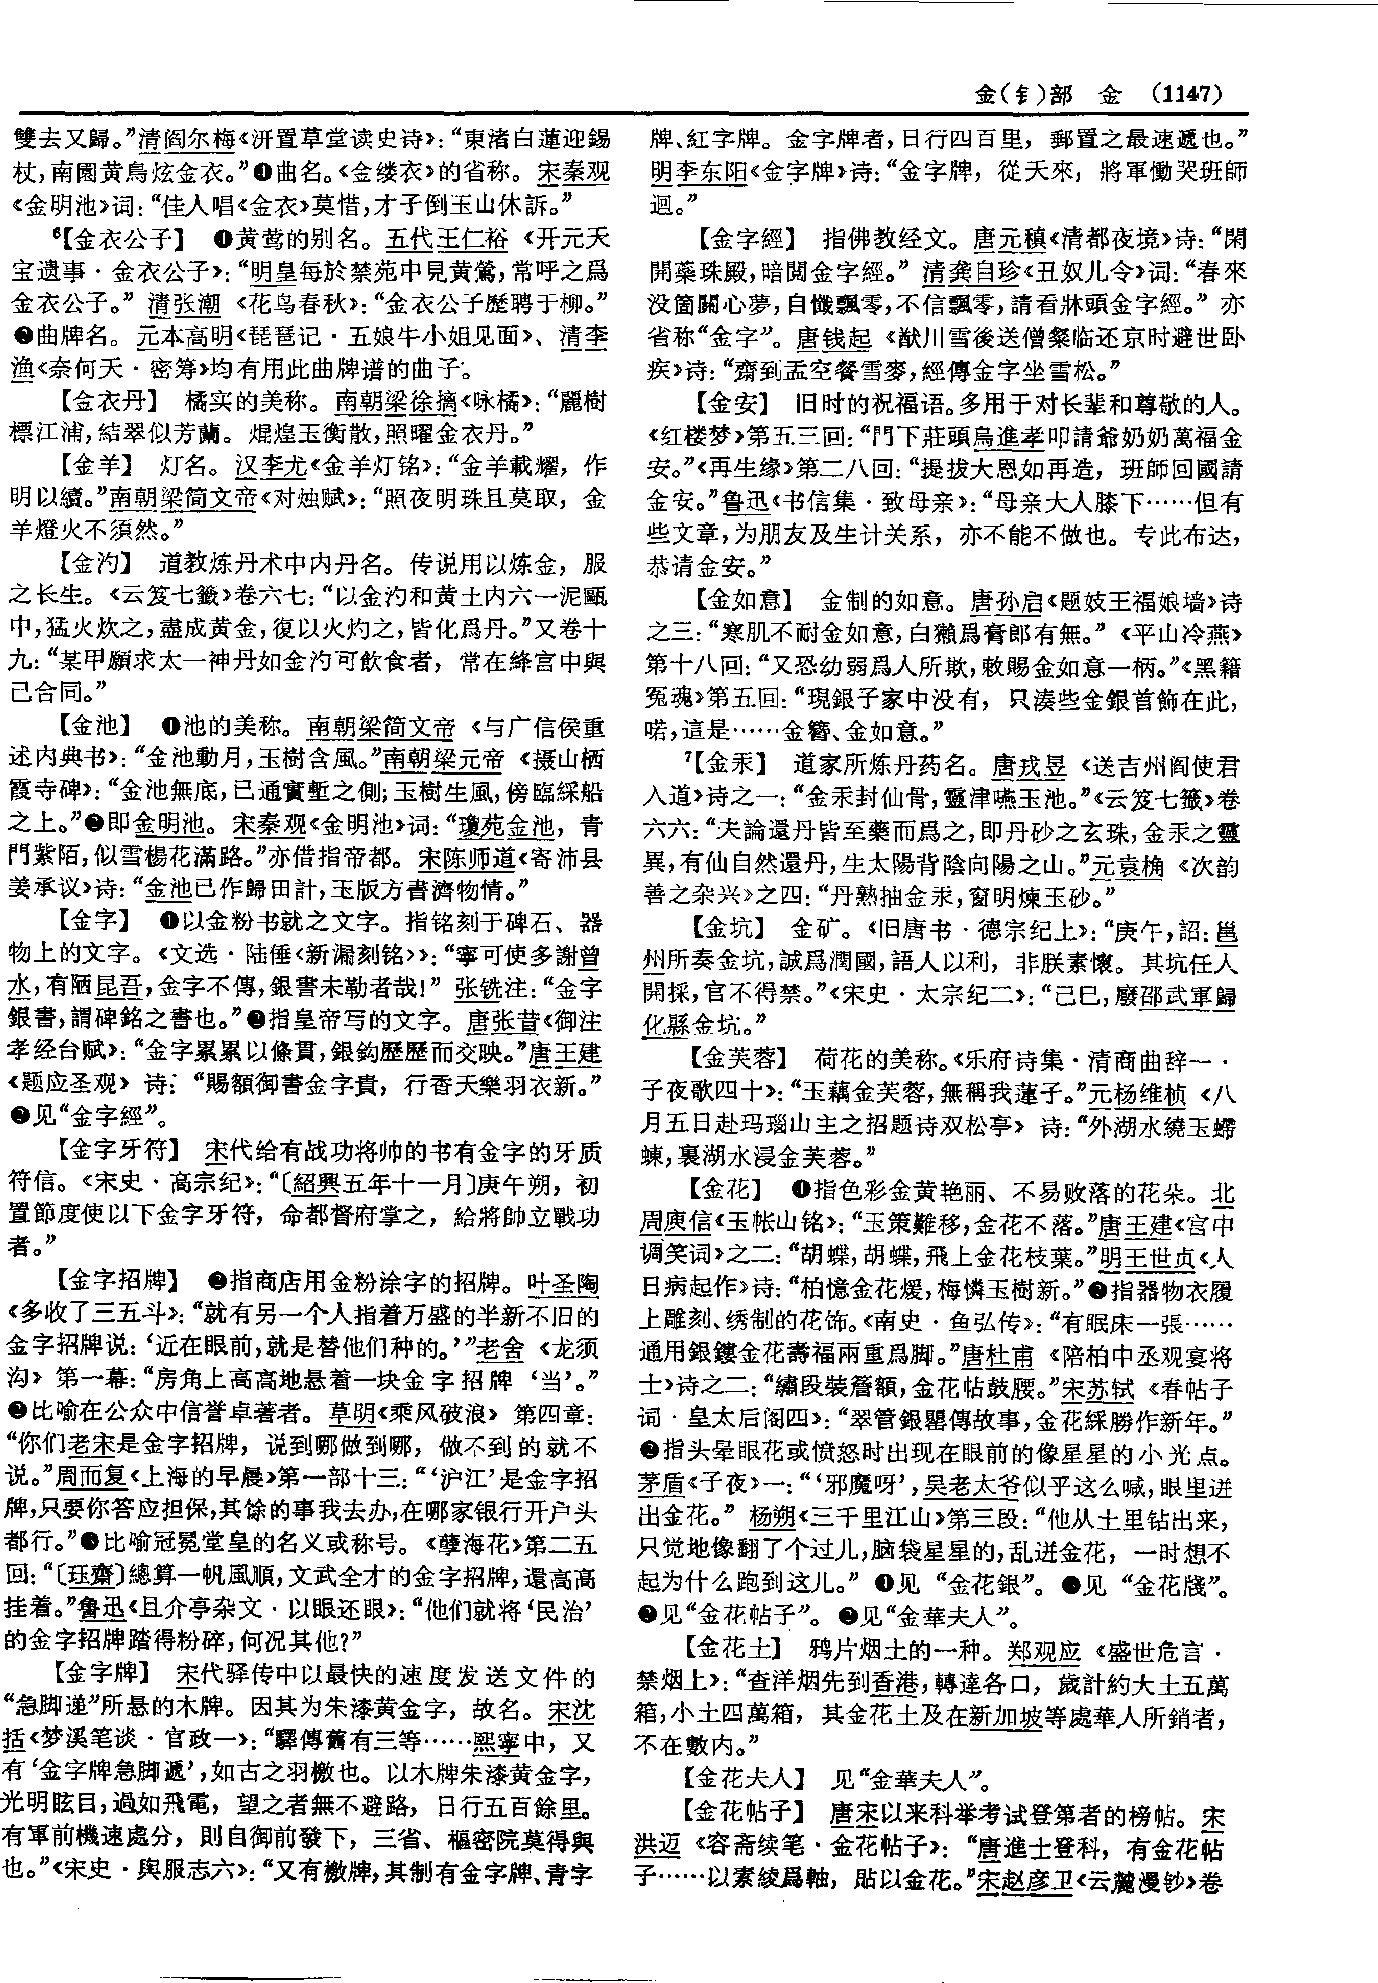 金(钅)部 金 (1147)
雙去又歸。”清阎尔梅《汧置草堂读史诗》：“東渚白蓮迎錫
杖，南園黄鳥炫金衣。”❹曲名。《金缕衣》的省称。宋秦观
《金明池》词：“佳人唱《金衣》莫惜，才子倒玉山休訴。”
⁶【金衣公子】 ❶黄莺的别名。五代王仁裕《开元天
宝遗事·金衣公子》：“明皇每於禁苑中見黄鶯，常呼之爲
金衣公子。”清张潮《花鸟春秋》：“金衣公子歷聘于柳。”
❷曲牌名。元本高明《琵琶记·五娘牛小姐见面》、清李
渔《奈何天·密筹》均有用此曲牌谱的曲子。
【金衣丹】 橘实的美称。南朝梁徐摛《咏橘》：“麗樹
標江浦，結翠似芳蘭。焜煌玉衡散，照曜金衣丹。”
【金羊】 灯名。汉李尤《金羊灯铭》：“金羊載耀，作
明以續。”南朝梁简文帝《对烛赋》：“照夜明珠且莫取，金
羊燈火不須然。”
【金汋】 道教炼丹术中内丹名。传说用以炼金，服
之长生。《云笈七籤》卷六七：“以金汋和黄土内六一泥甌
中，猛火炊之，盡成黄金，復以火灼之，皆化爲丹。”又卷十
九：“某甲願求太一神丹如金汋可飲食者，常在絳宫中與
己合同。”
【金池】 ❶池的美称。南朝梁简文帝《与广信侯重
述内典书》：“金池動月，玉樹含風。”南朝梁元帝《摄山栖
霞寺碑》：“金池無底，已通寶塹之側；玉樹生風，傍臨綵船
之上。”❷即金明池。宋秦观《金明池》词：“瓊苑金池，青
門紫陌，似雪楊花滿路。”亦借指帝都。宋陈师道《寄沛县
姜承议》诗：“金池已作歸田計，玉版方書濟物情。”
【金字】 ❶以金粉书就之文字。指铭刻于碑石、器
物上的文字。《文选·陆倕〈新漏刻铭〉》：“寧可使多謝曾
水，有陋昆吾，金字不傳，銀書未勒者哉！”张铣注：“金字
銀書，謂碑銘之書也。”❷指皇帝写的文字。唐张昔《御注
孝经台赋》：“金字累累以條貫，銀鈎歷歷而交映。”唐王建
《题应圣观》诗：“賜額御書金字貴，行香天樂羽衣新。”
❷见“金字經”。
【金字牙符】 宋代给有战功将帅的书有金字的牙质
符信。《宋史·高宗纪》：“〔紹興五年十一月〕庚午朔，初
置節度使以下金字牙符，命都督府掌之，給將帥立戰功
者。”
【金字招牌】 ❷指商店用金粉涂字的招牌。叶圣陶
《多收了三五斗》：“就有另一个人指着万盛的半新不旧的
金字招牌说：‘近在眼前，就是替他们种的。’”老舍《龙须
沟》第一幕：“房角上高高地悬着一块金字招牌‘当’。”
❷比喻在公众中信誉卓著者。草明《乘风破浪》第四章：
“你们老宋是金字招牌，说到哪做到哪，做不到的就不
说。”周而复《上海的早晨》第一部十三：“‘沪江’是金字招
牌，只要你答应担保，其馀的事我去办，在哪家银行开户头
都行。”❸比喻冠冕堂皇的名义或称号。《孽海花》第二五
回：“〔珏齋〕總算一帆風順，文武全才的金字招牌，還高高
挂着。”鲁迅《且介亭杂文·以眼还眼》：“他们就将‘民治’
的金字招牌踏得粉碎，何况其他？”
【金字牌】 宋代驿传中以最快的速度发送文件的
“急脚递”所悬的木牌。因其为朱漆黄金字，故名。宋沈
括《梦溪笔谈·官政一》：“驛傳舊有三等……熙寧中，又
有‘金字牌急脚遞’，如古之羽檄也。以木牌朱漆黄金字，
光明眩目，過如飛電，望之者無不避路，日行五百餘里。
有軍前機速處分，則自御前發下，三省、樞密院莫得與
也。”《宋史·舆服志六》：“又有檄牌，其制有金字牌、青字
牌、紅字牌。金字牌者，日行四百里，郵置之最速遞也。”
明李东阳《金字牌》诗：“金字牌，從天來，將軍慟哭班師
迴。”
【金字經】 指佛教经文。唐元稹《清都夜境》诗：“閑
開蘂珠殿，暗閲金字經。”清龚自珍《丑奴儿令》词：“春來
没箇關心夢，自懺飄零，不信飄零，請看牀頭金字經。”亦
省称“金字”。唐钱起《猷川雪後送僧粲临还京时避世卧
疾》诗：“齋到盂空餐雪麥，經傳金字坐雪松。”
【金安】 旧时的祝福语。多用于对长辈和尊敬的人。
《红楼梦》第五三回：“門下莊頭烏進孝叩請爺奶奶萬福金
安。”《再生缘》第二八回：“提拔大恩如再造，班師回國請
金安。”鲁迅《书信集·致母亲》：“母亲大人膝下……但有
些文章，为朋友及生计关系，亦不能不做也。专此布达，
恭请金安。”
【金如意】 金制的如意。唐孙启《题妓王福娘墙》诗
之三：“寒肌不耐金如意，白獺爲膏郎有無。”《平山冷燕》
第十八回：“又恐幼弱爲人所欺，敕賜金如意一柄。”《黑籍
冤魂》第五回：“現銀子家中没有，只湊些金銀首飾在此，
喏，這是……金簪、金如意。”
⁷【金汞】 道家所炼丹药名。唐戎昱《送吉州阎使君
入道》诗之一：“金汞封仙骨，靈津嚥玉池。”《云笈七籤》卷
六六：“夫論還丹皆至藥而爲之，即丹砂之玄珠，金汞之靈
異，有仙自然還丹，生太陽背陰向陽之山。”元袁桷《次韵
善之杂兴》之四：“丹熟抽金汞，窗明煉玉砂。”
【金坑】 金矿。《旧唐书·德宗纪上》：“庚午，詔：邕
州所奏金坑，誠爲潤國，語人以利，非朕素懷。其坑任人
開採，官不得禁。”《宋史·太宗纪二》：“己巳，廢邵武軍歸
化縣金坑。”
【金芙蓉】 荷花的美称。《乐府诗集·清商曲辞一·
子夜歌四十》：“玉藕金芙蓉，無稱我蓮子。”元杨维桢《八
月五日赴玛瑙山主之招题诗双松亭》诗：“外湖水繞玉螮
蝀，裏湖水浸金芙蓉。”
【金花】 ❶指色彩金黄艳丽、不易败落的花朵。北
周庾信《玉帐山铭》：“玉策難移，金花不落。”唐王建《宫中
调笑词》之二：“胡蝶，胡蝶，飛上金花枝葉。”明王世贞《人
日病起作》诗：“柏憶金花煖，梅憐玉樹新。”❷指器物衣履
上雕刻、绣制的花饰。《南史·鱼弘传》：“有眠床一張……
通用銀鏤金花壽福兩重爲脚。”唐杜甫《陪柏中丞观宴将
士》诗之二：“繡段裝簷額，金花帖鼓腰。”宋苏轼《春帖子
词·皇太后阁四》：“翠管銀罌傳故事，金花綵勝作新年。”
❷指头晕眼花或愤怒时出现在眼前的像星星的小光点。
茅盾《子夜》一：“‘邪魔呀’，吴老太爷似乎这么喊，眼里迸
出金花。”杨朔《三千里江山》第三段：“他从土里钻出来，
只觉地像翻了个过儿，脑袋星星的，乱迸金花，一时想不
起为什么跑到这儿。”❹见“金花銀”。❺见“金花牋”。
❷见“金花帖子”。❷见“金華夫人”。
【金花土】 鸦片烟土的一种。郑观应《盛世危言·
禁烟上》：“查洋烟先到香港，轉達各口，歲計約大土五萬
箱，小土四萬箱，其金花土及在新加坡等處華人所銷者，
不在數内。”
【金花夫人】 见“金華夫人”。
【金花帖子】 唐宋以来科举考试登第者的榜帖。宋
洪迈《容斋续笔·金花帖子》：“唐進士登科，有金花帖
子……以素綾爲軸，貼以金花。”宋赵彦卫《云麓漫钞》卷